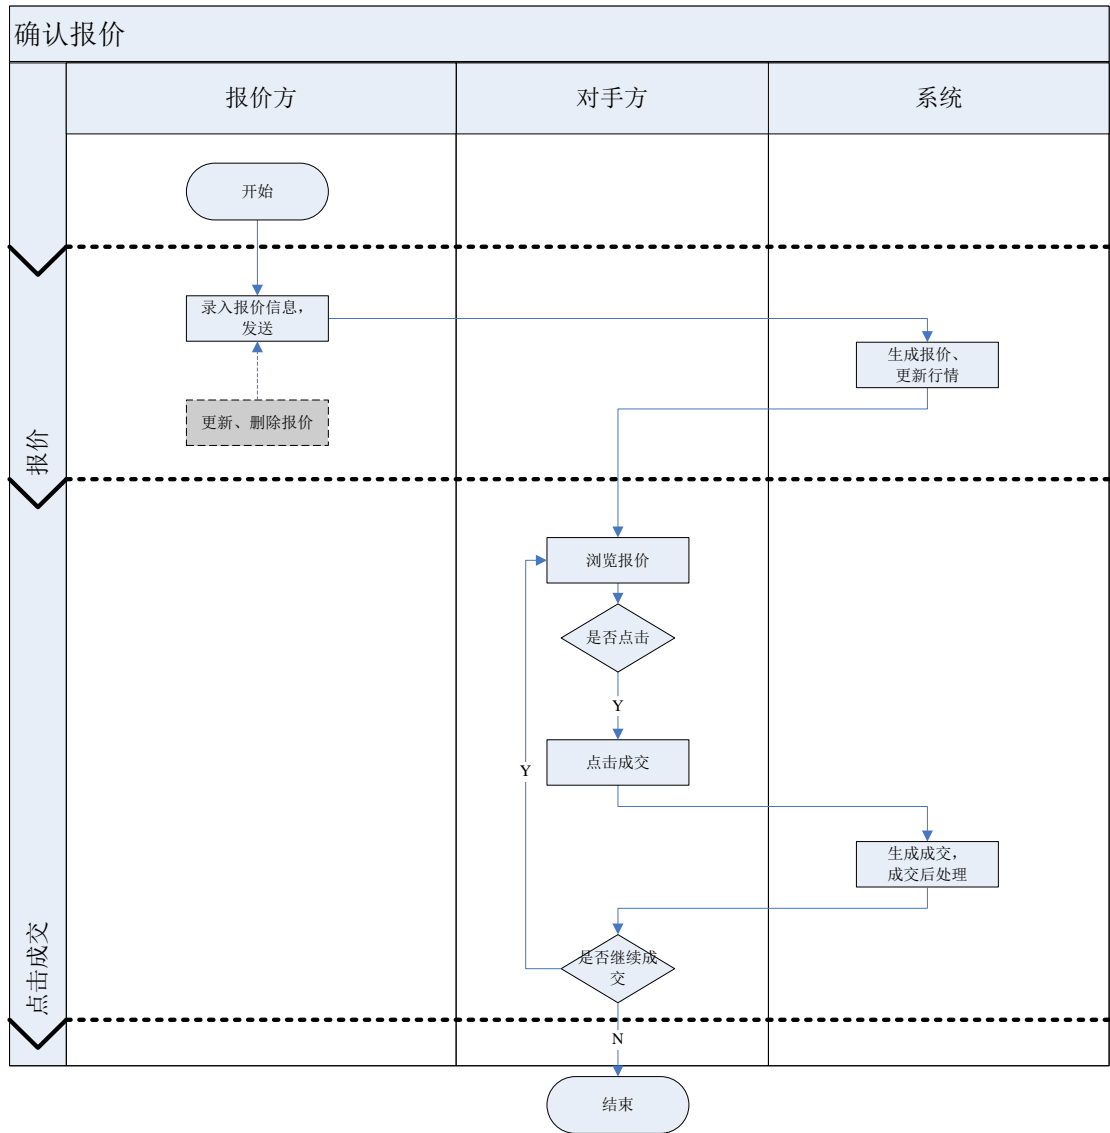 确认报价
报价方
对手方
系统
开始
录入报价信息，
发送
生成报价、
更新行情
更新、删除报价
报价
浏览报价
是否点击
Y
点击成交
Y
生成成交，
成交后处理
是否继续成
交
点击成交
N
结束